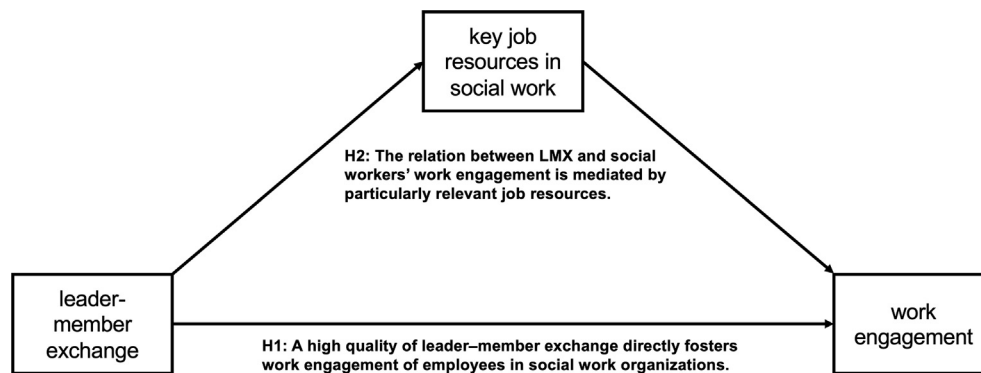 key job
resources in
social work
H2: The relation between LMX and social
workers’ work engagement is mediated by
particularly relevant job resources.
leader-
member
exchange
work
engagement
H1: A high quality of leader–member exchange directly fosters
work engagement of employees in social work organizations.